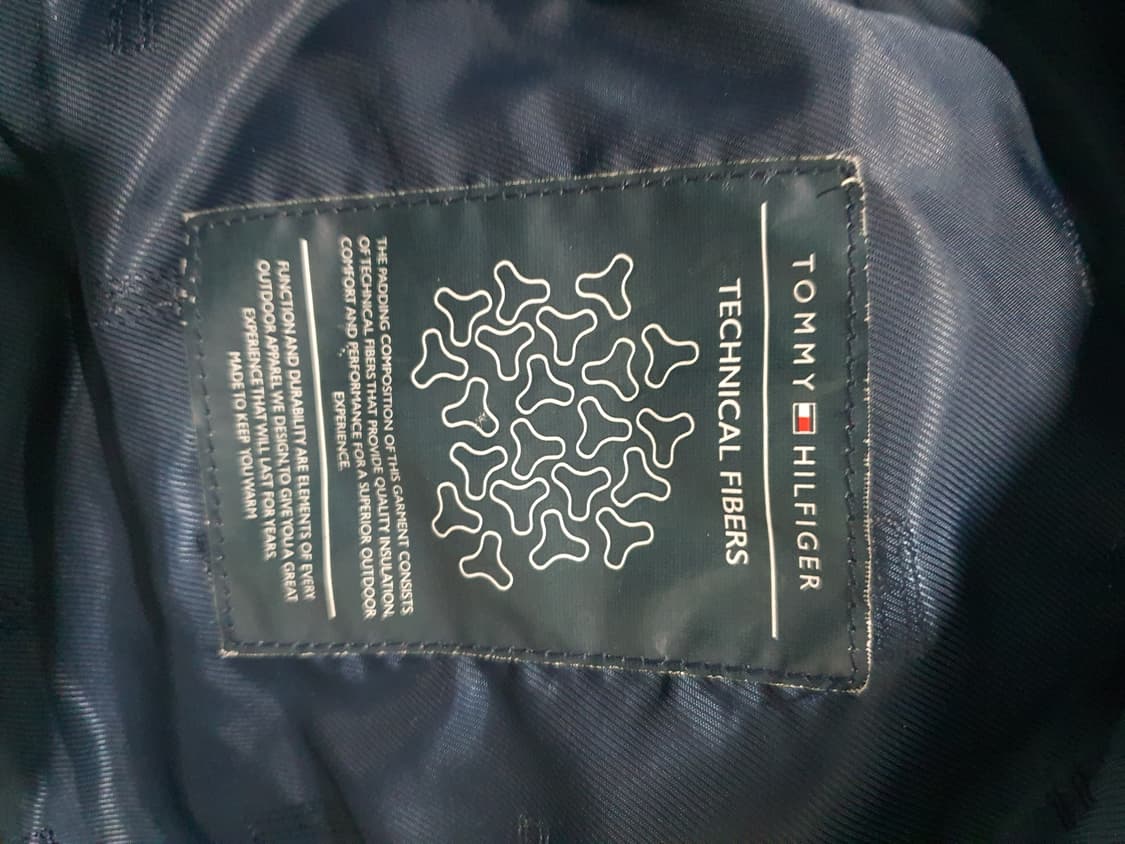 TOMMY HILFIGER
TECHNICAL FIBERS
THE PADDING COMPOSITION OF THIS GARMENT CONSISTS
OF TECHNICAL FIBERS THAT PROVIDE QUALITY INSULATION,
COMFORT AND PERFORMANCE FOR A SUPERIOR OUTDOOR
EXPERIENCE.
FUNCTION AND DURABILITY ARE ELEMENTS OF EVERY
OUTDOOR APPAREL WE DESIGN, TO GIVE YOU A GREAT
EXPERIENCE THAT WILL LAST FOR YEARS.
MADE TO KEEP YOU WARM